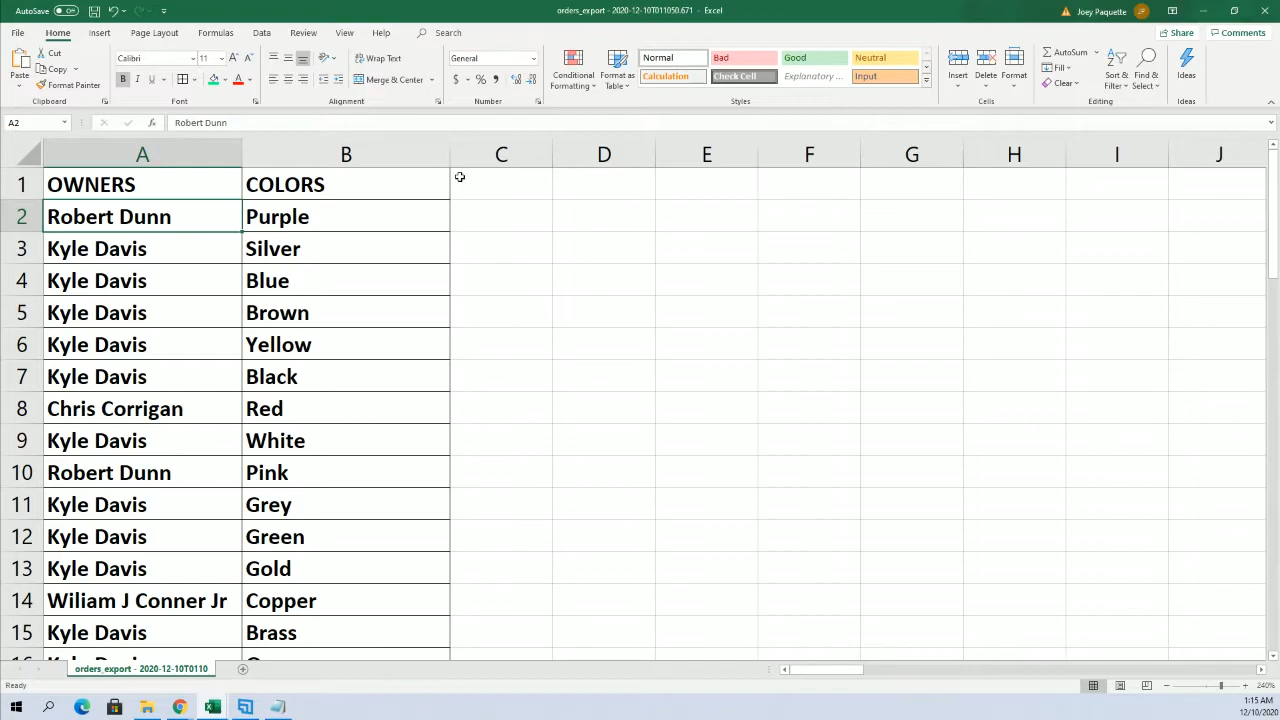 AutoSave Off orders_export - 2020-12-10T011050.671 - Excel Joey Paquette JP
File Home Insert Page Layout Formulas Data Review View Help Search Share Comments
Paste Cut Copy Format Painter Clipboard
Calibri 11 B I U A A Font
Wrap Text Merge & Center Alignment
General $ % Number
Conditional Formatting Format as Table
Normal Bad Good Neutral
Calculation Check Cell Explanatory ... Input
Styles
Insert Delete Format Cells
AutoSum Fill Clear Sort & Filter Find & Select Editing
Ideas Ideas
A2 fx Robert Dunn
A B C D E F G H I J
1 OWNERS COLORS
2 Robert Dunn Purple
3 Kyle Davis Silver
4 Kyle Davis Blue
5 Kyle Davis Brown
6 Kyle Davis Yellow
7 Kyle Davis Black
8 Chris Corrigan Red
9 Kyle Davis White
10 Robert Dunn Pink
11 Kyle Davis Grey
12 Kyle Davis Green
13 Kyle Davis Gold
14 Wiliam J Conner Jr Copper
15 Kyle Davis Brass
orders_export - 2020-12-10T0110
Ready 240%
1:15 AM
12/10/2020